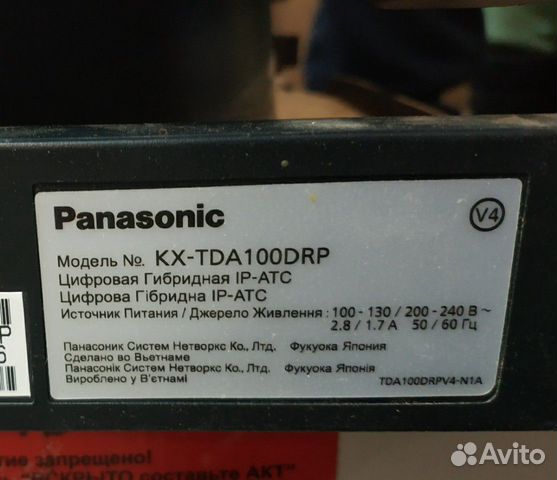 Panasonic
V4
Модель №. KX-TDA100DRP
Цифровая Гибридная IP-АТС
Цифрова Гібридна IP-АТС
Источник Питания / Джерело Живлення : 100 - 130 / 200 - 240 В ~
2.8 / 1.7 A 50 / 60 Гц
Панасоник Систем Нетворкс Ко., Лтд. Фукуока Япония
Сделано во Вьетнаме
Панасонік Систем Нетворкс Ко., Лтд. Фукуока Японія
Вироблено у В'єтнамі
TDA100DRPV4-N1A
P
6
запрещено!
"ВСКРЫТО составьте АКТ"
Avito